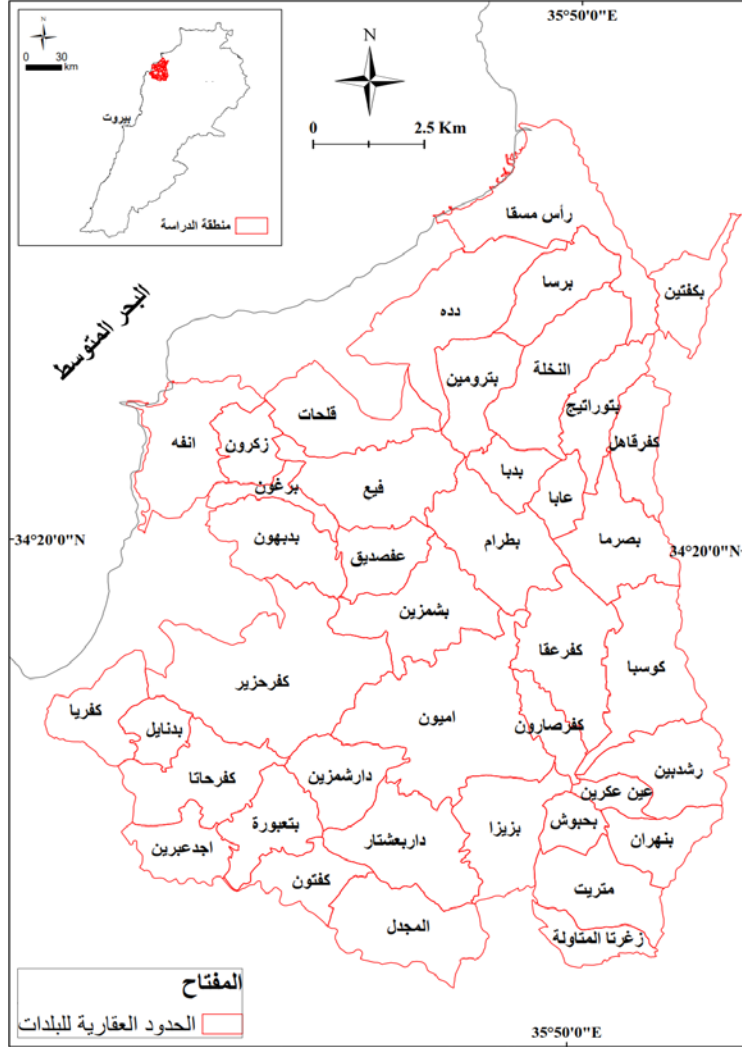 35°50'0"E
N
0 30
km
بيروت
منطقة الدراسة
N
0 2.5 Km
البحر المتوسط
رأس مسقا
بكفتين
برسا
دده
النخلة
بترومين
بتوراتيج
كفرقاهل
قلحات
انفه
زكرون
برغون
فيع
بدبا
عابا
بدبهون
عفصديق
بطرام
بصرما
34°20'0"N
34°20'0"N
بشمزين
كفرعقا
كوسبا
كفرحزير
كفريا
بدنايل
اميون
كفرصارون
رشدبين
دارشمزين
كفرحاتا
عين عكرين
بتعبورة
داربعشتار
بزيزا
بحبوش
بنهران
اجدعبرين
كفتون
متريت
المجدل
زغرتا المتاولة
المفتاح
الحدود العقارية للبلدات
35°50'0"E